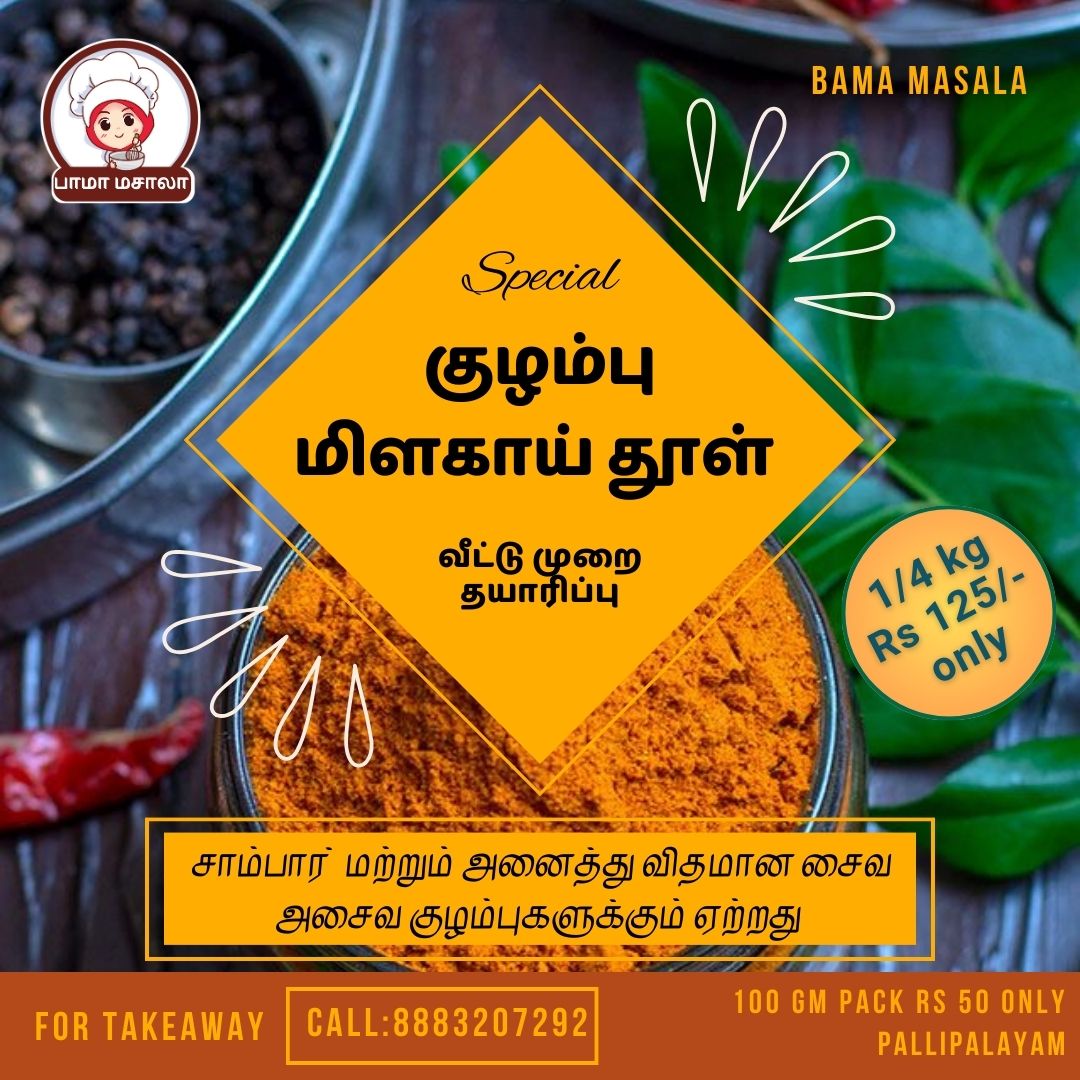 பாமா மசாலா
BAMA MASALA
Special
குழம்பு
மிளகாய் தூள்
வீட்டு முறை
தயாரிப்பு
1/4 kg
Rs 125/-
only
சாம்பார் மற்றும் அனைத்து விதமான சைவ
அசைவ குழம்புகளுக்கும் ஏற்றது
FOR TAKEAWAY
CALL:8883207292
100 GM PACK RS 50 ONLY
PALLIPALAYAM